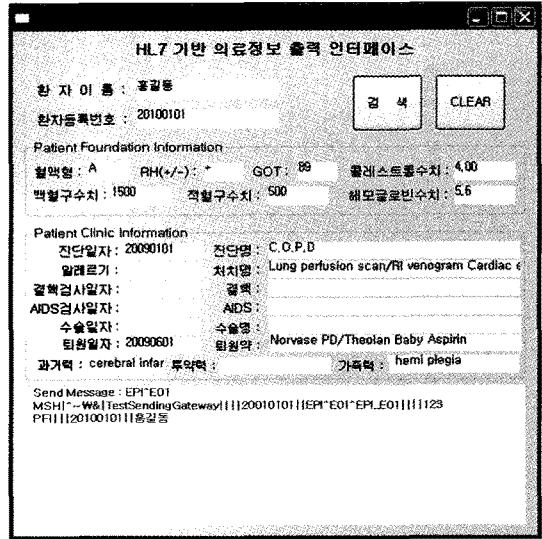 HL7 기반 의료정보 출력 인터페이스
환 자 이 름 : 홍길동
환자등록번호 : 20100101
검 색 CLEAR
Patient Foundation Information
혈액형 : A RH(+/-) : + GOT : 89 콜레스트롤수치 : 4,00
백혈구수치 : 1500 적혈구수치 : 500 헤모글로빈수치 : 5,6
Patient Clinic Information
진단일자 : 20090101 진단명 : C.O.P.D
알레르기 : 처치명 : Lung perfusion scan/RI venogram Cardiac e
결핵검사일자 : 결핵 :
AIDS검사일자 : AIDS :
수술일자 : 수술명 :
퇴원일자 : 20090601 퇴원약 : Norvase PD/Theolan Baby Aspirin
과거력 : cerebral infar 투약력 : 가족력 : hemi plegia
Send Message : EPI^E01
MSH|^~₩&|TestSendingGateway||||20010101||EPI^E01^EPI_E01||||123
PFI|||20100101||홍길동